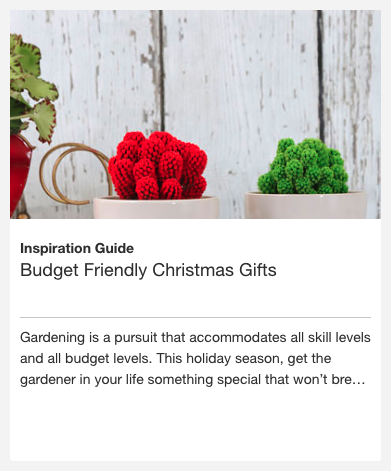 Inspiration Guide
Budget Friendly Christmas Gifts
Gardening is a pursuit that accommodates all skill levels
and all budget levels. This holiday season, get the
gardener in your life something special that won’t bre…